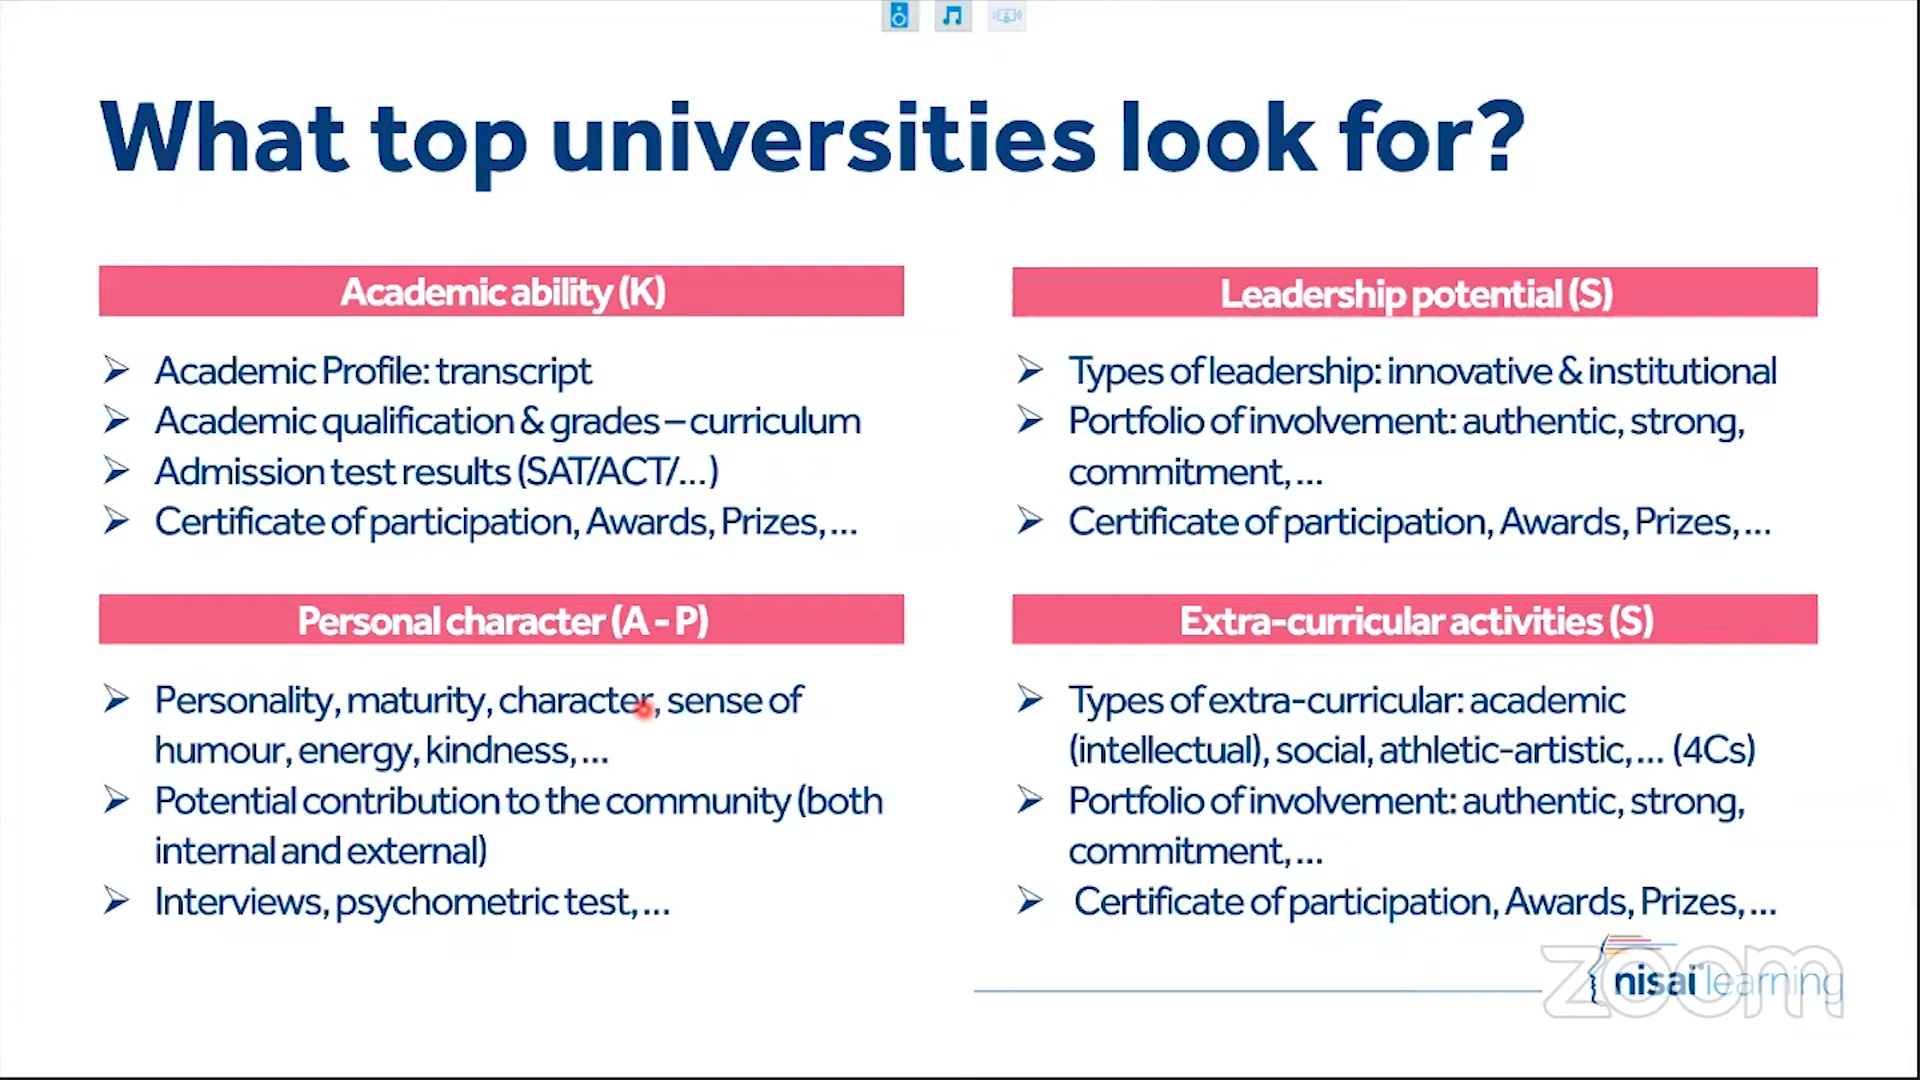 What top universities look for?
Academic ability (K)
Academic Profile: transcript
Academic qualification & grades – curriculum
Admission test results (SAT/ACT/...)
Certificate of participation, Awards, Prizes, ...
Leadership potential (S)
Types of leadership: innovative & institutional
Portfolio of involvement: authentic, strong,
commitment, ...
Certificate of participation, Awards, Prizes, ...
Personal character (A - P)
Personality, maturity, character, sense of
humour, energy, kindness, ...
Potential contribution to the community (both
internal and external)
Interviews, psychometric test, ...
Extra-curricular activities (S)
Types of extra-curricular: academic
(intellectual), social, athletic-artistic, ... (4Cs)
Portfolio of involvement: authentic, strong,
commitment, ...
Certificate of participation, Awards, Prizes, ...
nisai learning
zoom